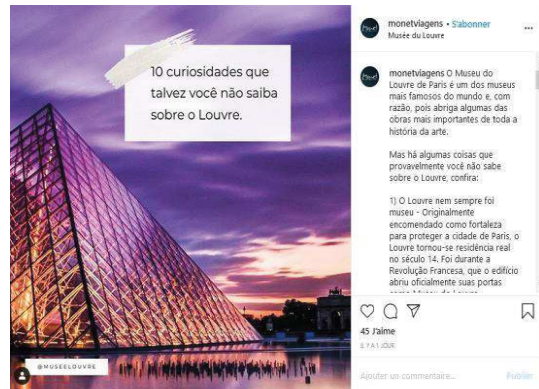 10 curiosidades que
talvez você não saiba
sobre o Louvre.
@MUSEELOUVRE
monetviagens • S'abonner
Musée du Louvre
monetviagens O Museu do
Louvre de Paris é um dos museus
mais famosos do mundo e, com
razão, pois abriga algumas das
obras mais importantes de toda a
história da arte.
Mas há algumas coisas que
provavelmente você não sabe
sobre o Louvre, confira:
1) O Louvre nem sempre foi
museu - Originalmente
encomendado como fortaleza
para proteger a cidade de Paris, o
Louvre tornou-se residência real
no século 14. Foi durante a
Revolução Francesa, que o edifício
abriu oficialmente suas portas
como Museu do Louvre
45 J'aime
IL Y A 1 JOUR
Ajouter un commentaire...
Publier